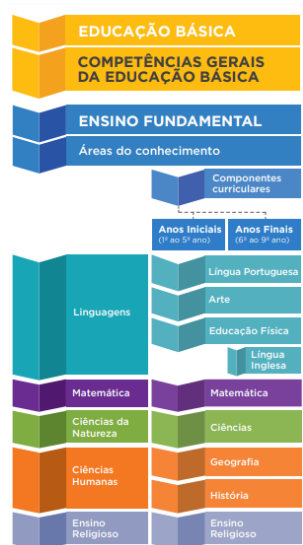 EDUCAÇÃO BÁSICA
COMPETÊNCIAS GERAIS
DA EDUCAÇÃO BÁSICA
ENSINO FUNDAMENTAL
Áreas do conhecimento
Componentes
curriculares
Anos Iniciais
(1º ao 5º ano)
Anos Finais
(6º ao 9º ano)
Linguagens
Língua Portuguesa
Arte
Educação Física
Língua
Inglesa
Matemática
Matemática
Ciências da
Natureza
Ciências
Ciências
Humanas
Geografia
História
Ensino
Religioso
Ensino
Religioso